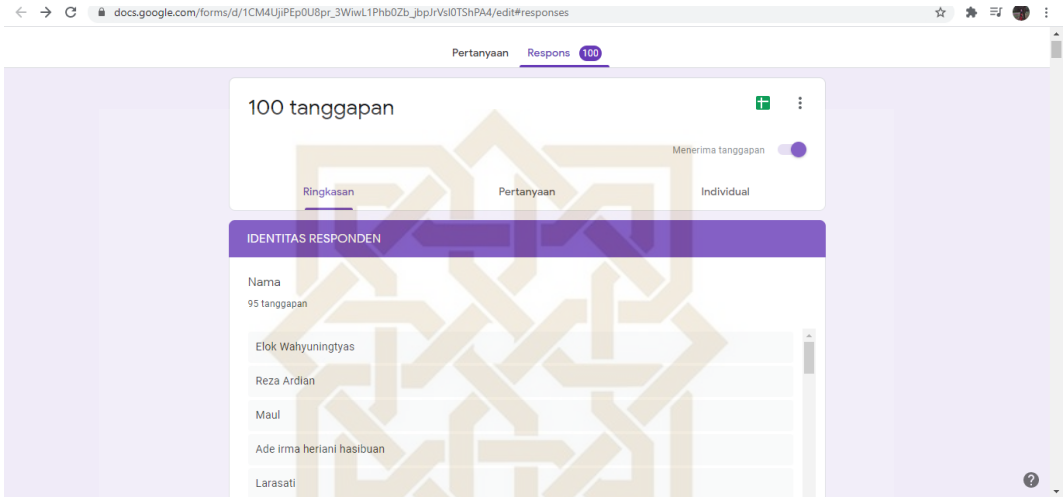 docs.google.com/forms/d/1CM4UjiPEp0U8pr_3WiwL1Phb0Zb_jbpJrVsI0TShPA4/edit#responses
Pertanyaan Respons 100
100 tanggapan
Menerima tanggapan
Ringkasan Pertanyaan Individual
IDENTITAS RESPONDEN
Nama
95 tanggapan
Elok Wahyuningtyas
Reza Ardian
Maul
Ade irma heriani hasibuan
Larasati